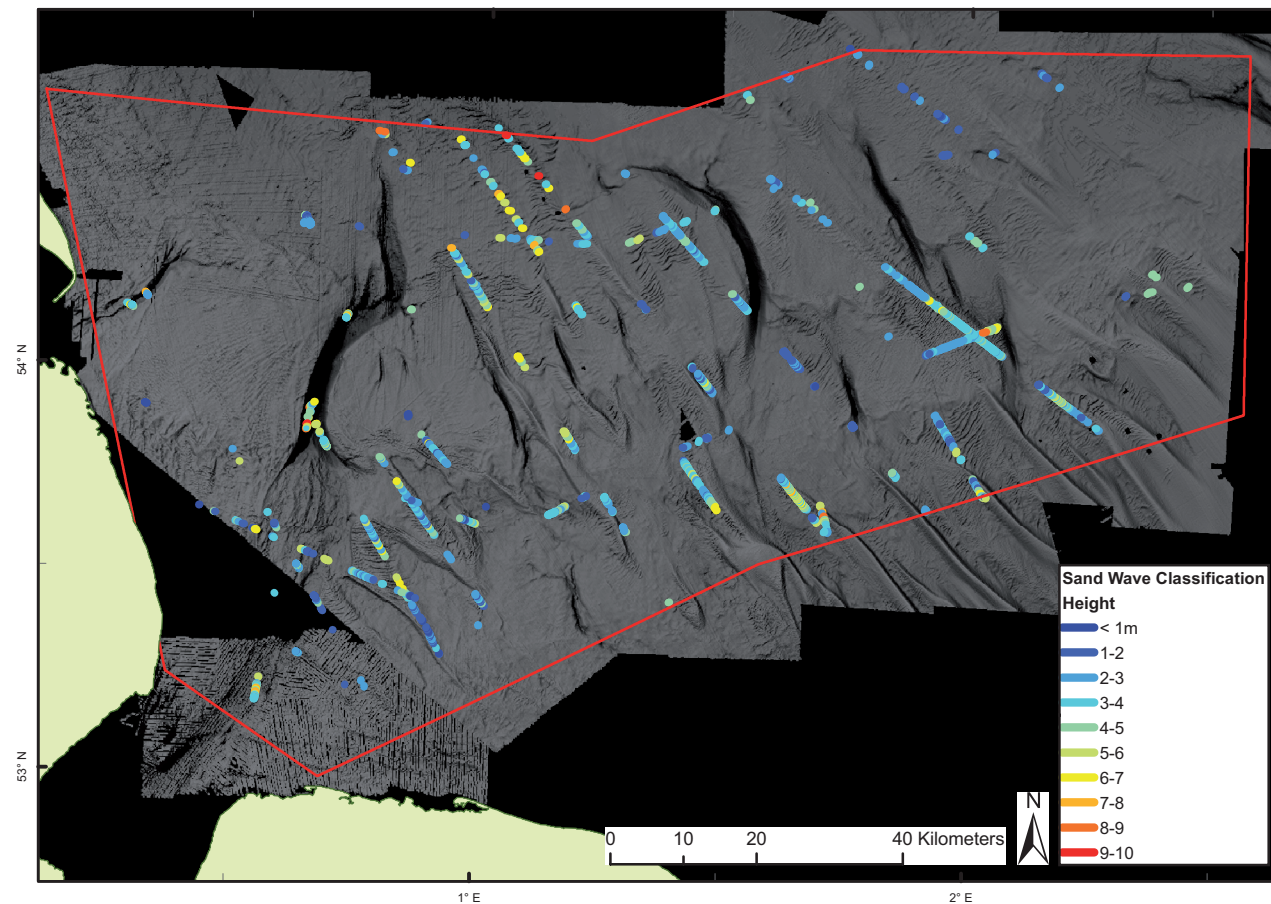 54° N
53° N
1° E
2° E
Sand Wave Classification
Height
< 1m
1-2
2-3
3-4
4-5
5-6
6-7
7-8
8-9
9-10
N
0 10 20 40 Kilometers